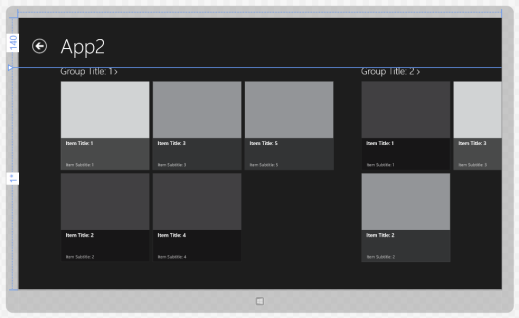 140
App2
Group Title: 1 >
Group Title: 2 >
Item Title: 1
Item Subtitle: 1
Item Title: 3
Item Subtitle: 3
Item Title: 5
Item Subtitle: 5
Item Title: 1
Item Subtitle: 1
Item Title: 3
Item Subtitle: 3
1*
Item Title: 2
Item Subtitle: 2
Item Title: 4
Item Subtitle: 4
Item Title: 2
Item Subtitle: 2